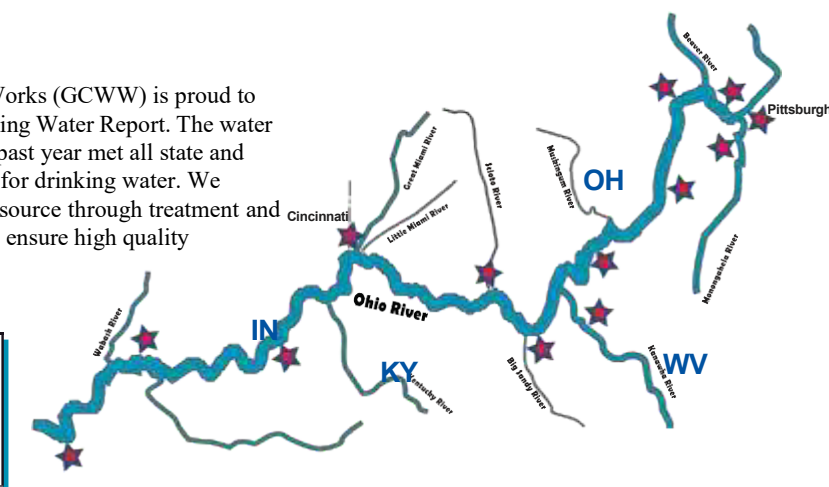 Works (GCWW) is proud to
ing Water Report. The water
past year met all state and
for drinking water. We
source through treatment and
ensure high quality
Beaver River
Pittsburgh
Great Miami River
Scioto River
Muskingum River
OH
Cincinnati
Little Miami River
Monongahela River
Ohio River
Wabash River
IN
KY
Kentucky River
Big Sandy River
Kanawha River
WV